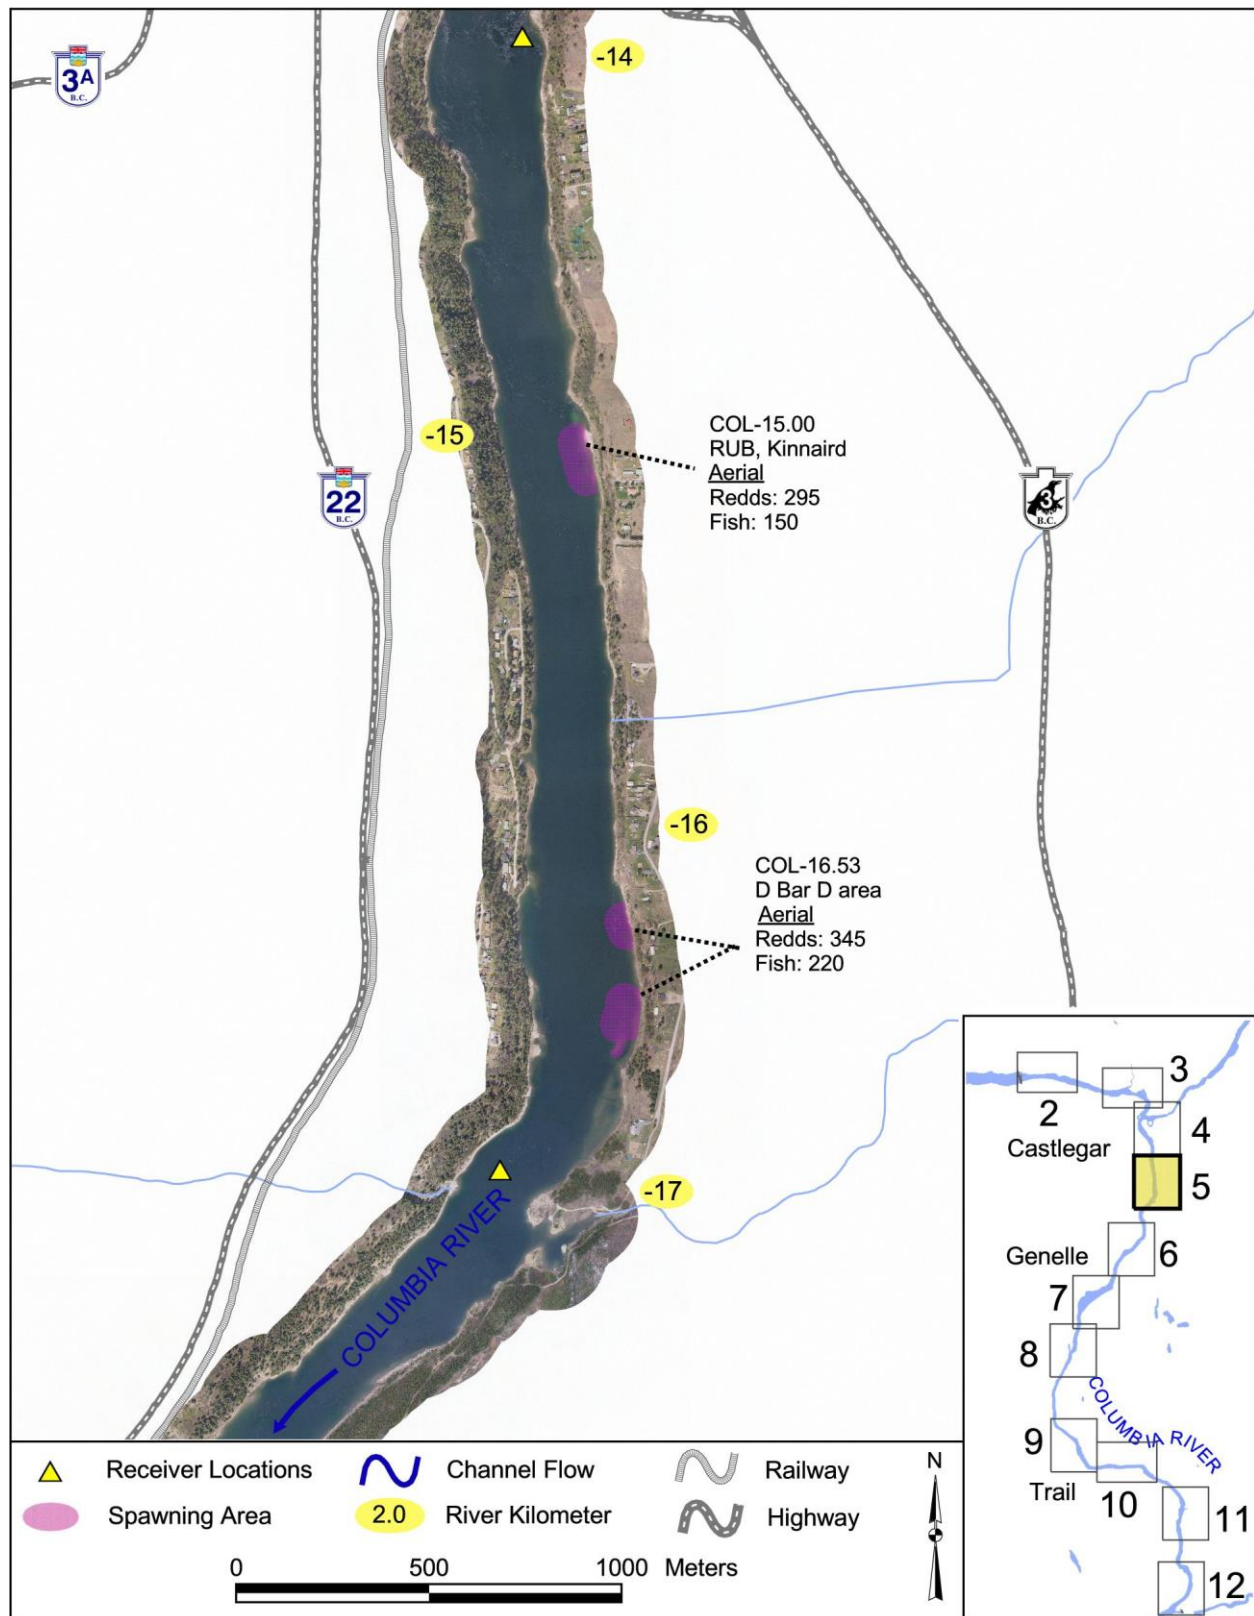 3A
B.C.
-14
COL-15.00
RUB, Kinnaird
Aerial
Redds: 295
Fish: 150
-15
22
B.C.
3
B.C.
-16
COL-16.53
D Bar D area
Aerial
Redds: 345
Fish: 220
-17
COLUMBIA RIVER
2
3
Castlegar
4
5
Genelle
6
7
8
COLUMBIA RIVER
9
Trail
10
11
12
Receiver Locations
Channel Flow
Railway
Spawning Area
2.0
River Kilometer
Highway
N
0 500 1000 Meters